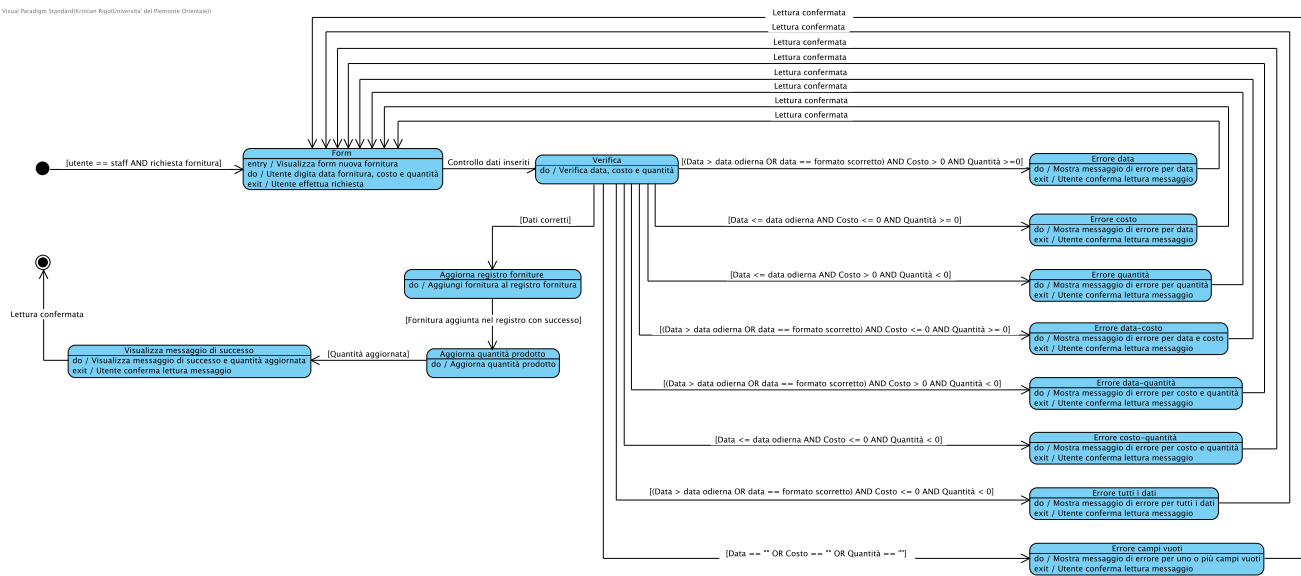 Visual Paradigm Standard(Kristian Rigo(Universita' del Piemonte Orientale))
Lettura confermata
Lettura confermata
Lettura confermata
Lettura confermata
Lettura confermata
Lettura confermata
Lettura confermata
Lettura confermata
[utente == staff AND richiesta fornitura]
Form
entry / Visualizza form nuova fornitura
do / Utente digita data fornitura, costo e quantità
exit / Utente effettua richiesta
Controllo dati inseriti
Verifica
do / Verifica data, costo e quantità
[(Data > data odierna OR data == formato scorretto) AND Costo > 0 AND Quantità >=0]
Errore data
do / Mostra messaggio di errore per data
exit / Utente conferma lettura messaggio
[Dati corretti]
[Data <= data odierna AND Costo <= 0 AND Quantità >= 0]
Errore costo
do / Mostra messaggio di errore per data
exit / Utente conferma lettura messaggio
Aggiorna registro forniture
do / Aggiungi fornitura al registro fornitura
[Data <= data odierna AND Costo > 0 AND Quantità < 0]
Errore quantità
do / Mostra messaggio di errore per quantità
exit / Utente conferma lettura messaggio
Lettura confermata
[Fornitura aggiunta nel registro con successo]
[(Data > data odierna OR data == formato scorretto) AND Costo <= 0 AND Quantità >= 0]
Errore data-costo
do / Mostra messaggio di errore per data e costo
exit / Utente conferma lettura messaggio
Visualizza messaggio di successo
do / Visualizza messaggio di successo e quantità aggiornata
exit / Utente conferma lettura messaggio
[Quantità aggiornata]
Aggiorna quantità prodotto
do / Aggiorna quantità prodotto
[(Data > data odierna OR data == formato scorretto) AND Costo > 0 AND Quantità < 0]
Errore data-quantità
do / Mostra messaggio di errore per costo e quantità
exit / Utente conferma lettura messaggio
[Data <= data odierna AND Costo <= 0 AND Quantità < 0]
Errore costo-quantità
do / Mostra messaggio di errore per costo e quantità
exit / Utente conferma lettura messaggio
[(Data > data odierna OR data == formato scorretto) AND Costo <= 0 AND Quantità < 0]
Errore tutti i dati
do / Mostra messaggio di errore per tutti i dati
exit / Utente conferma lettura messaggio
[Data == "" OR Costo == "" OR Quantità == ""]
Errore campi vuoti
do / Mostra messaggio di errore per uno o più campi vuoti
exit / Utente conferma lettura messaggio